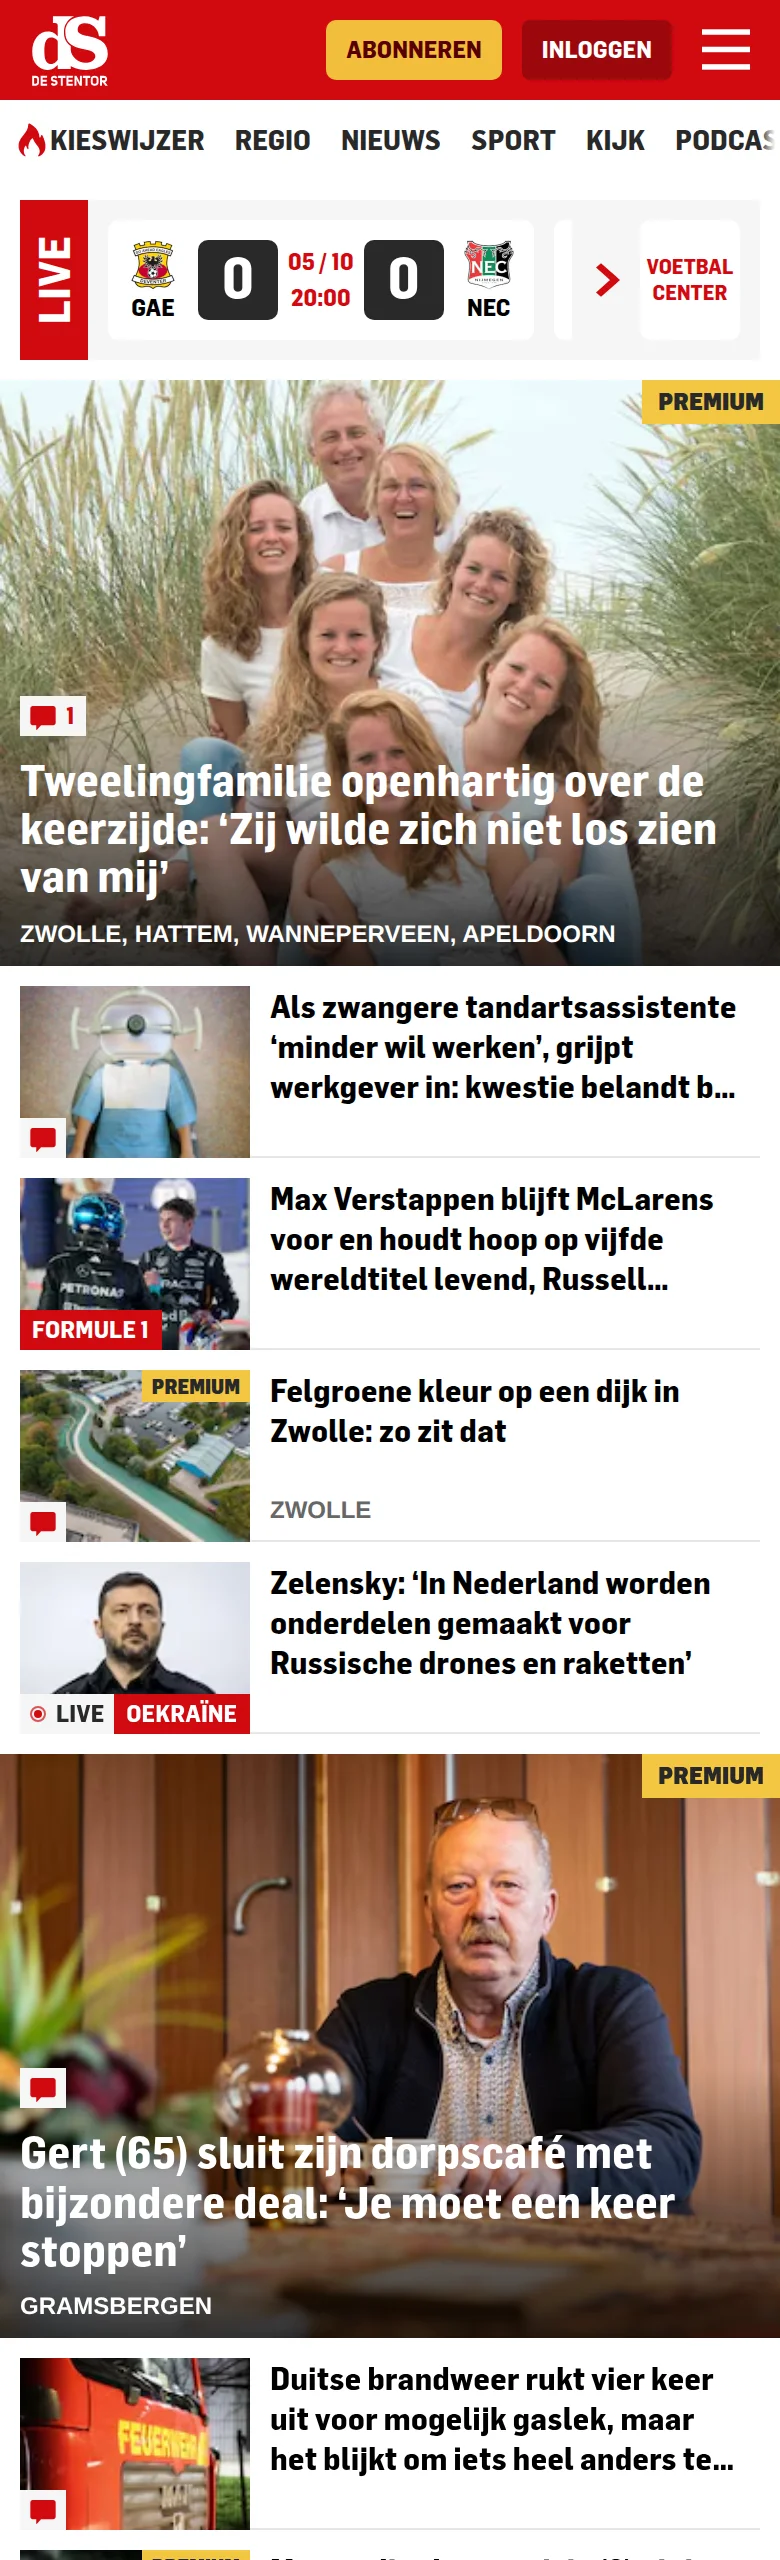 dS
DE STENTOR
ABONNEREN
INLOGGEN
KIESWIJZER REGIO NIEUWS SPORT KIJK PODCAS
LIVE
GAE
0
05 / 10
20:00
0
NEC
NEC
VOETBAL
CENTER
PREMIUM
1
Tweelingfamilie openhartig over de
keerzijde: ‘Zij wilde zich niet los zien
van mij’
ZWOLLE, HATTEM, WANNEPERVEEN, APELDOORN
Als zwangere tandartsassistente
‘minder wil werken’, grijpt
werkgever in: kwestie belandt b...
PETRONAS
FORMULE 1
Max Verstappen blijft McLarens
voor en houdt hoop op vijfde
wereldtitel levend, Russell...
PREMIUM
Felgroene kleur op een dijk in
Zwolle: zo zit dat
ZWOLLE
LIVE OEKRAÏNE
Zelensky: ‘In Nederland worden
onderdelen gemaakt voor
Russische drones en raketten’
PREMIUM
Gert (65) sluit zijn dorpscafé met
bijzondere deal: ‘Je moet een keer
stoppen’
GRAMSBERGEN
FEUERWEHR
Duitse brandweer rukt vier keer
uit voor mogelijk gaslek, maar
het blijkt om iets heel anders te...